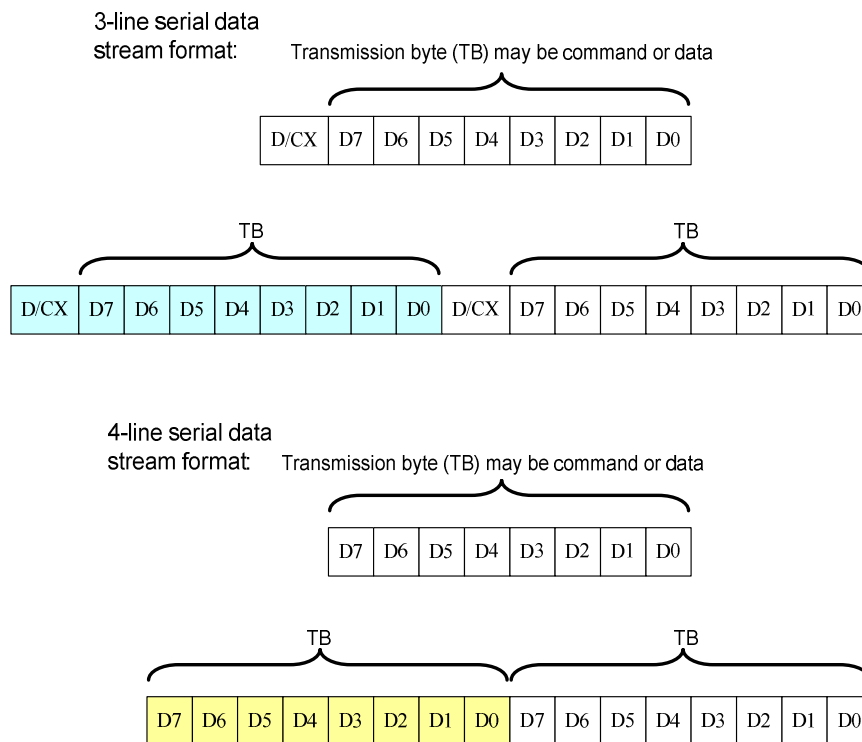 3-line serial data
stream format:
Transmission byte (TB) may be command or data
D/CX D7 D6 D5 D4 D3 D2 D1 D0
TB TB
D/CX D7 D6 D5 D4 D3 D2 D1 D0 D/CX D7 D6 D5 D4 D3 D2 D1 D0
4-line serial data
stream format:
Transmission byte (TB) may be command or data
D7 D6 D5 D4 D3 D2 D1 D0
TB TB
D7 D6 D5 D4 D3 D2 D1 D0 D7 D6 D5 D4 D3 D2 D1 D0